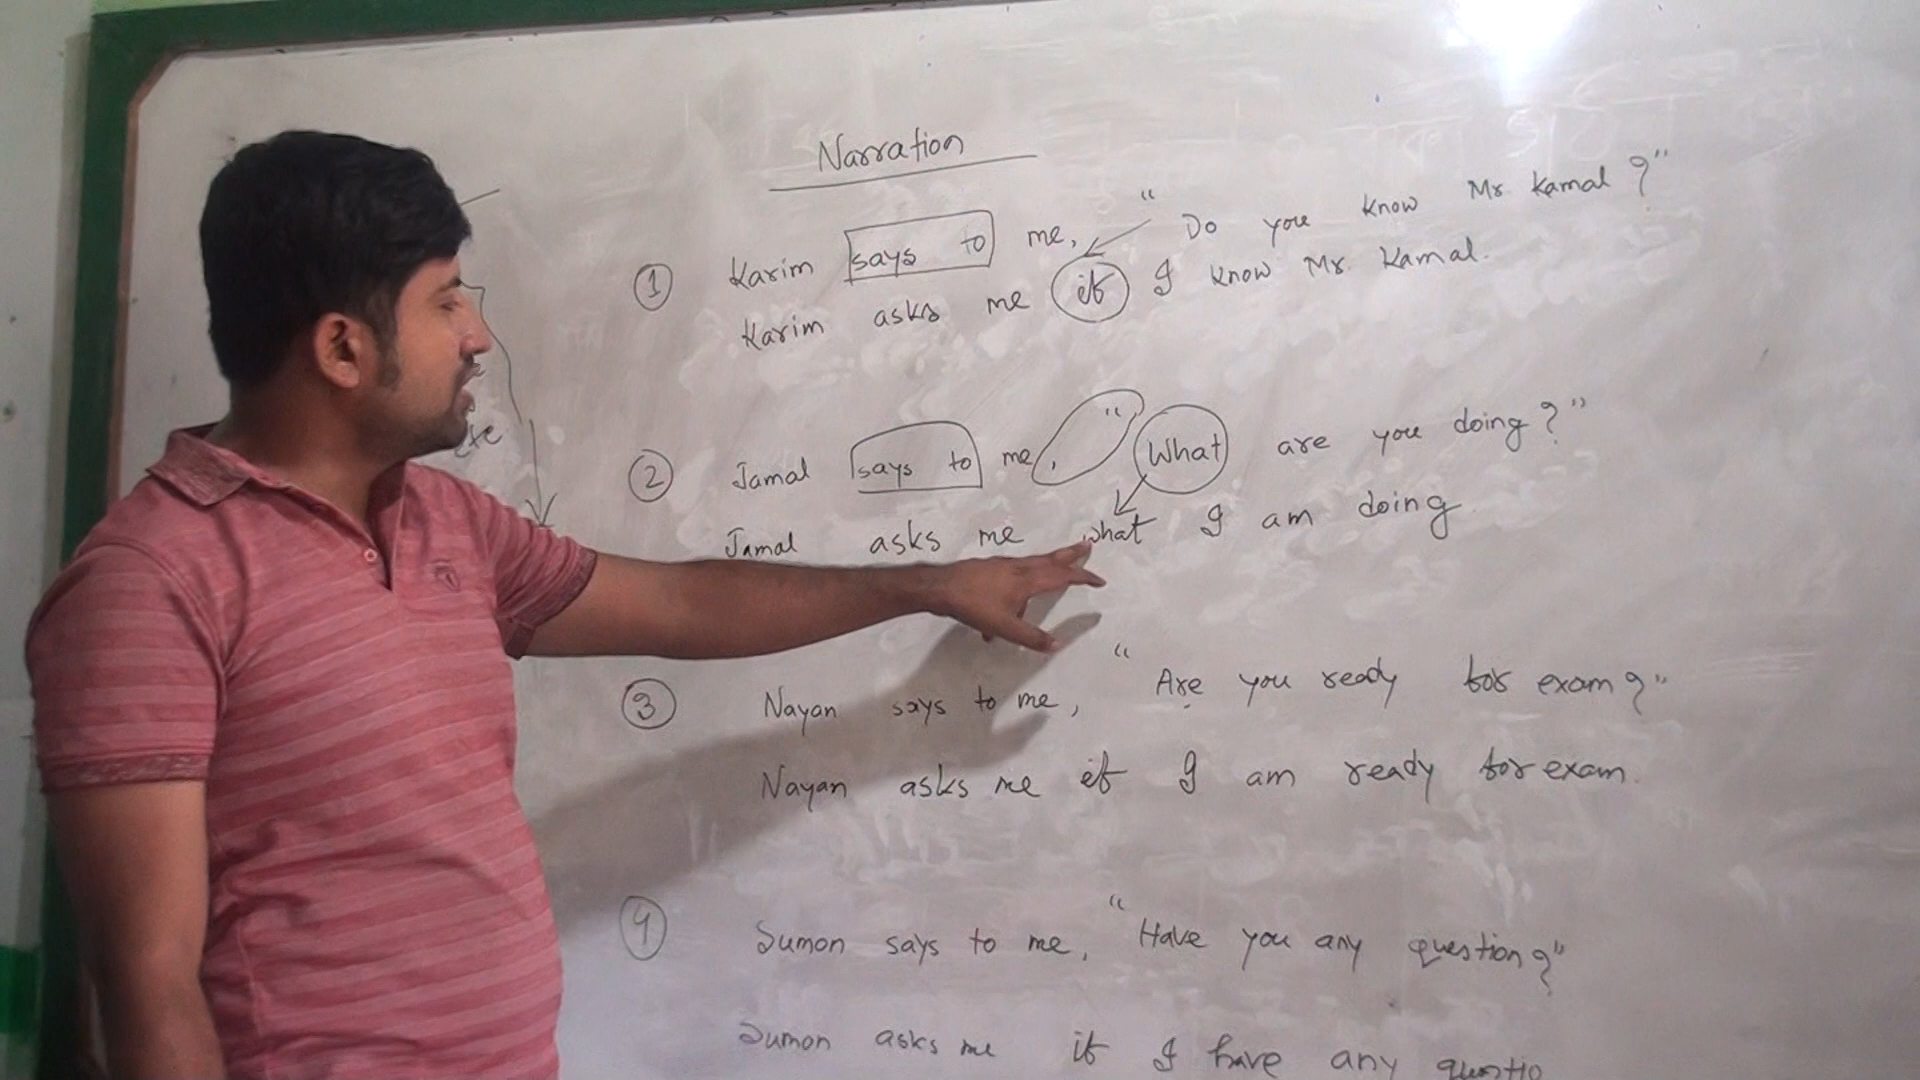 Narration
① Karim says to me, " Do you know Mr Kamal ?"
Karim asks me if I know Mr. Kamal.
② Jamal says to me, " What are you doing ?"
Jamal asks me what I am doing
③ Nayan says to me, " Are you ready for exam ?"
Nayan asks me if I am ready for exam.
④ Sumon says to me, " Have you any question ?"
Sumon asks me if I have any questio